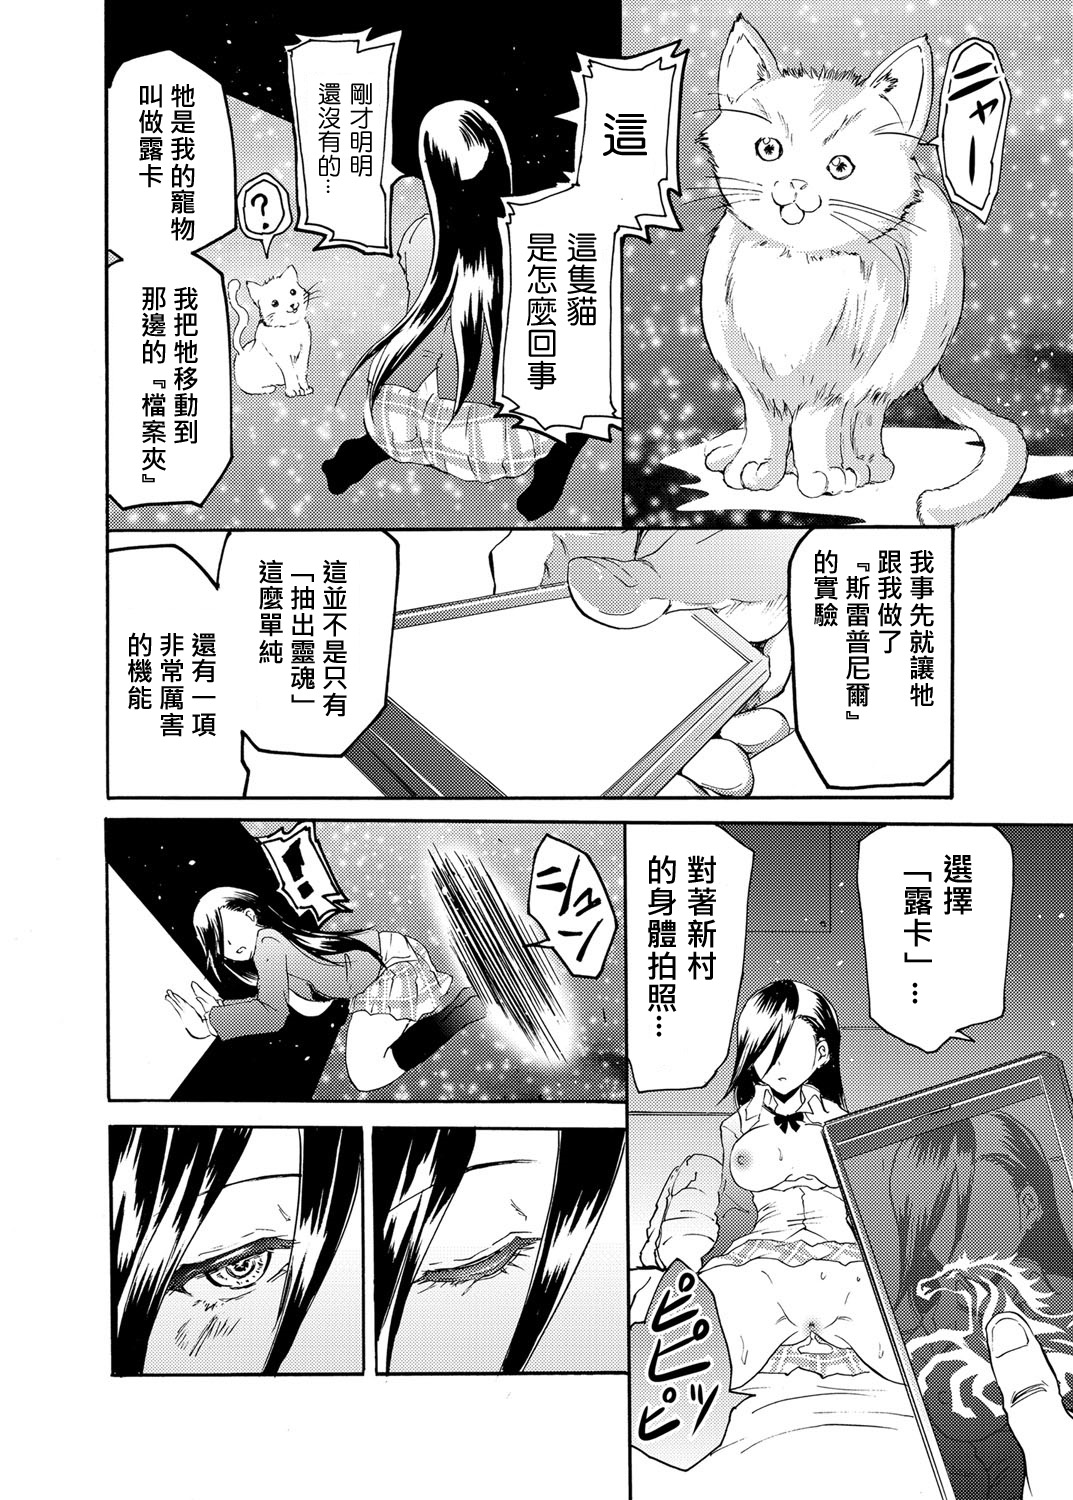 ニャー
這
這隻貓
是怎麼回事
剛才明明
還沒有的…
？
牠是我的寵物
叫做露卡
我把牠移動到
那邊的『檔案夾』
我事先就讓牠
跟我做了
『斯雷普尼爾』
的實驗
這並不是只有
「抽出靈魂」
這麼單純
還有一項
非常厲害
的機能
選擇
「露卡」…
對著新村
的身體拍照…
ピピピピッ
ニュン
！